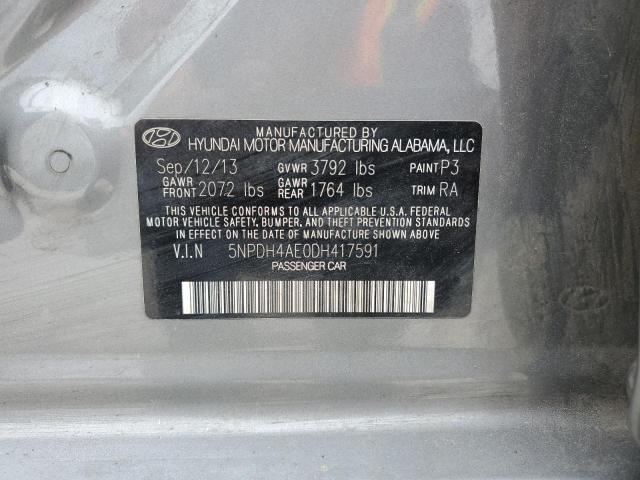 MANUFACTURED BY
HYUNDAI MOTOR MANUFACTURING ALABAMA, LLC
Sep/12/13 GVWR 3792 lbs PAINT P3
GAWR FRONT 2072 lbs GAWR REAR 1764 lbs TRIM RA
THIS VEHICLE CONFORMS TO ALL APPLICABLE U.S.A. FEDERAL
MOTOR VEHICLE SAFETY, BUMPER, AND THEFT PREVENTION STANDARDS
IN EFFECT ON THE DATE OF MANUFACTURE SHOWN ABOVE.
V.I.N 5NPDH4AE0DH417591
PASSENGER CAR